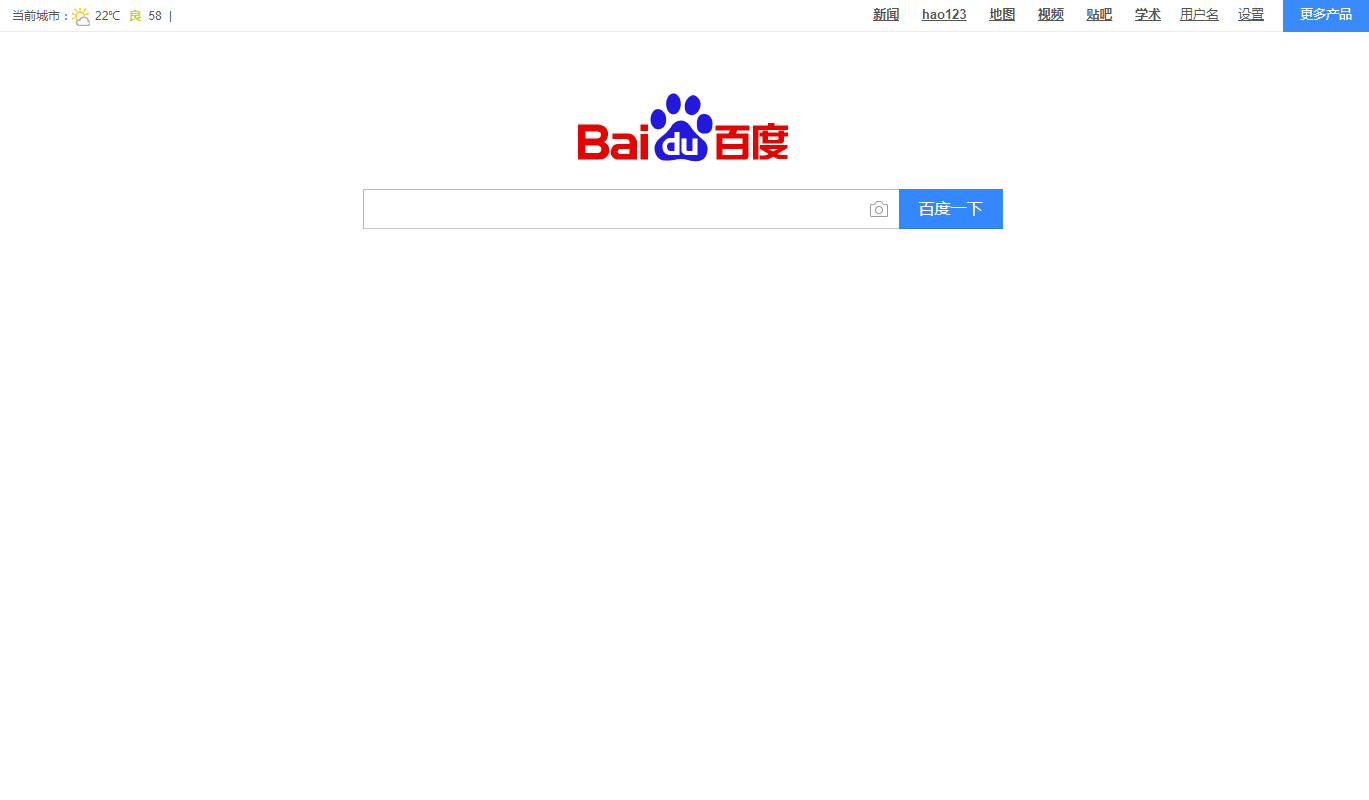 当前城市： 22℃ 良 58 |
新闻 hao123 地图 视频 贴吧 学术 用户名 设置 更多产品
Bai du 百度
百度一下